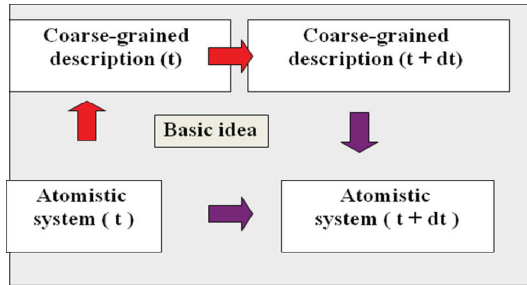 Coarse-grained
description (t)
Coarse-grained
description (t + dt)
Basic idea
Atomistic
system ( t )
Atomistic
system ( t + dt )